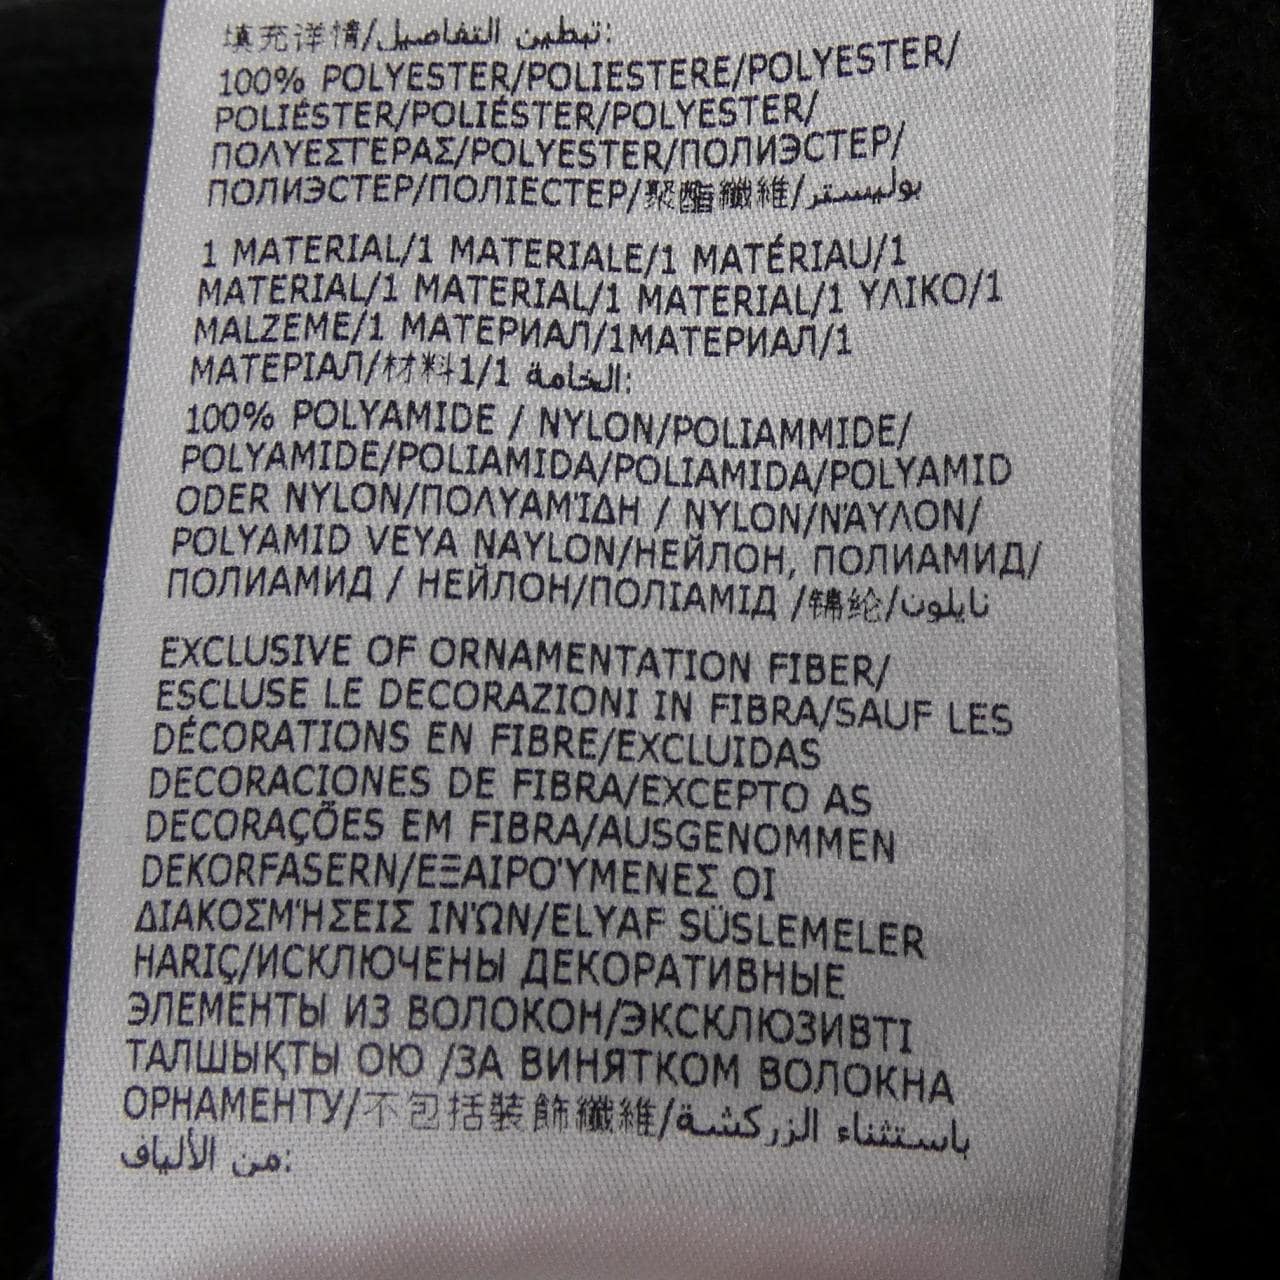 填充详情/تبطين التفاصيل:
100% POLYESTER/POLIESTERE/POLYESTER/
POLIÉSTER/POLIÉSTER/POLYESTER/
ΠΟΛΥΕΣΤΕΡΑΣ/POLYESTER/ПОЛИЭСТЕР/
ПОЛИЭСТЕР/ПОЛІЕСТЕР/聚酯纖維/بوليستر
1 MATERIAL/1 MATERIALE/1 MATÉRIAU/1
MATERIAL/1 MATERIAL/1 MATERIAL/1 ΥΛΙΚΟ/1
MALZEME/1 МАТЕРИАЛ/1МАТЕРИАЛ/1
МАТЕРІАЛ/材料1/1 الخامة:
100% POLYAMIDE / NYLON/POLIAMMIDE/
POLYAMIDE/POLIAMIDA/POLIAMIDA/POLYAMID
ODER NYLON/ΠΟΛΥΑΜΊΔΗ / NYLON/ΝΆΥΛΟΝ/
POLYAMID VEYA NAYLON/НЕЙЛОН, ПОЛИАМИД/
ПОЛИАМИД / НЕЙЛОН/ПОЛІАМІД /锦纶/نايلون
EXCLUSIVE OF ORNAMENTATION FIBER/
ESCLUSE LE DECORAZIONI IN FIBRA/SAUF LES
DÉCORATIONS EN FIBRE/EXCLUIDAS
DECORACIONES DE FIBRA/EXCEPTO AS
DECORAÇÕES EM FIBRA/AUSGENOMMEN
DEKORFASERN/ΕΞΑΙΡΟΎΜΕΝΕΣ ΟΙ
ΔΙΑΚΟΣΜΉΣΕΙΣ ΙΝΏΝ/ELYAF SÜSLEMELER
HARIÇ/ИСКЛЮЧЕНЫ ДЕКОРАТИВНЫЕ
ЭЛЕМЕНТЫ ИЗ ВОЛОКОН/ЭКСКЛЮЗИВТІ
ТАЛШЫҚТЫ ОЮ /ЗА ВИНЯТКОМ ВОЛОКНА
ОРНАМЕНТУ/不包括裝飾纖維/باستثناء الزركشة
من الألياف: